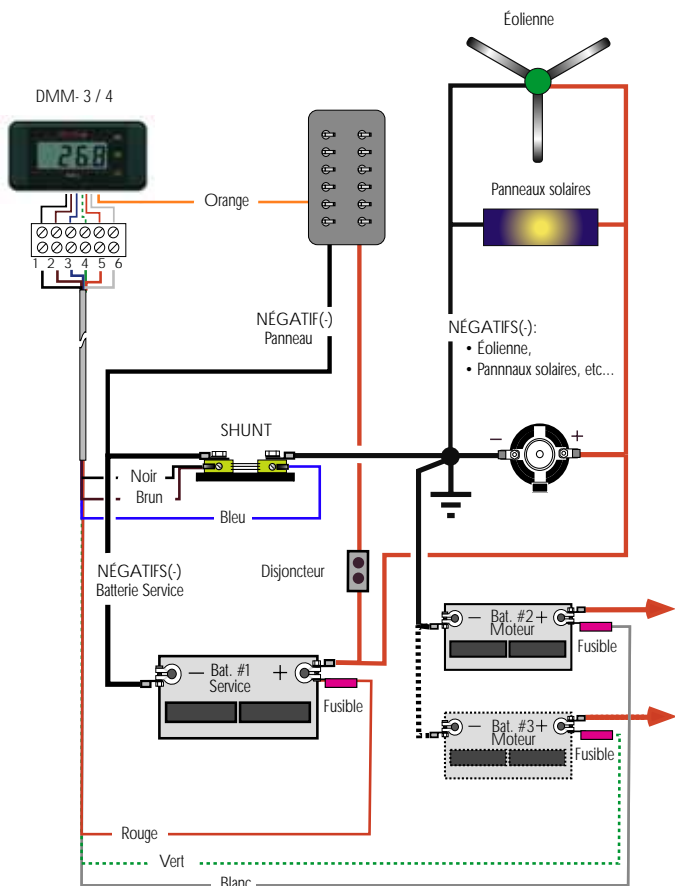 Éolienne
DMM- 3 / 4
26.8
Orange
Panneaux solaires
1 2 3 4 5 6
NÉGATIF(-)
Panneau
NÉGATIFS(-):
• Éolienne,
• Pannnaux solaires, etc...
SHUNT
− +
Noir
Brun
Bleu
NÉGATIFS(-)
Batterie Service
Disjoncteur
− Bat. #2 +
Moteur
Fusible
− Bat. #1 +
Service
Fusible
− Bat. #3 +
Moteur
Fusible
Rouge
Vert
Blanc